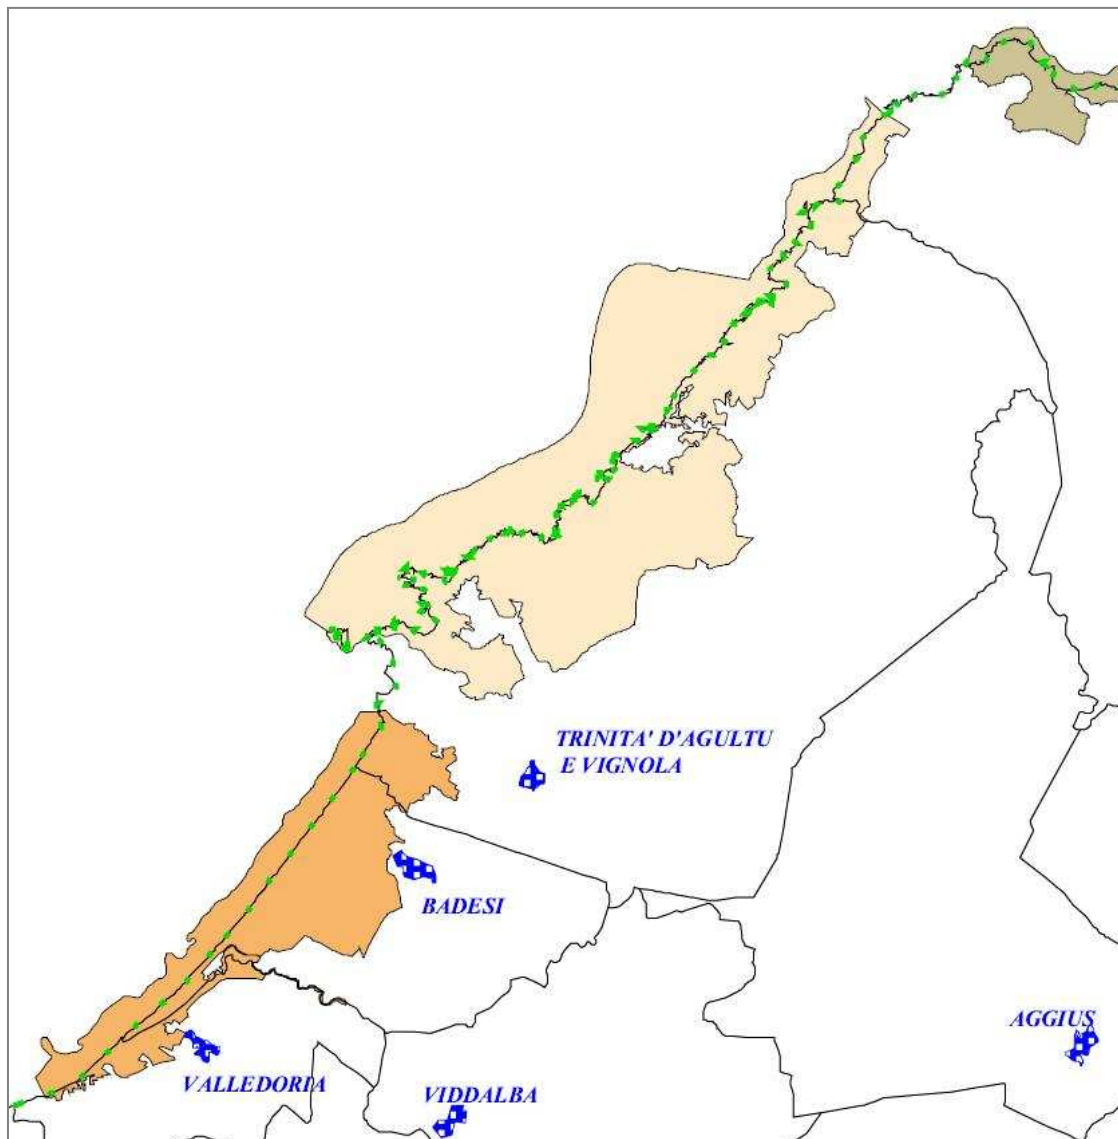 TRINITA' D'AGULTU
E VIGNOLA
BADESI
AGGIUS
VALLEDORIA
VIDDALBA